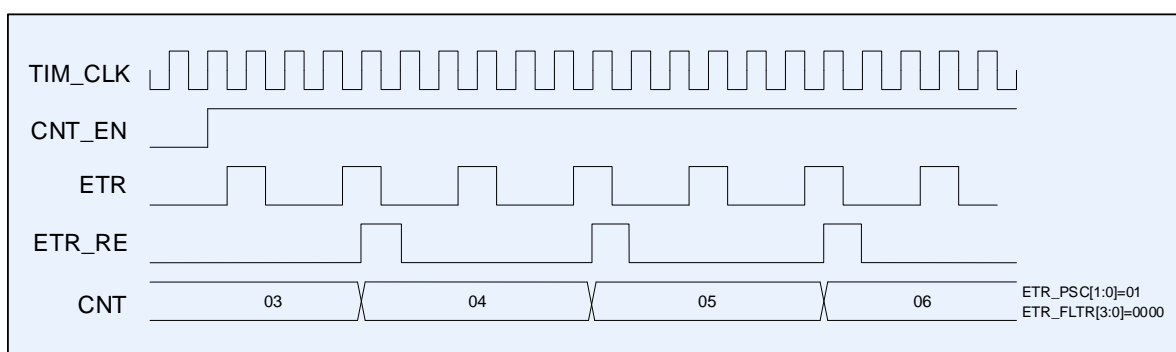 TIM_CLK
CNT_EN
ETR
ETR_RE
CNT 03 04 05 06 ETR_PSC[1:0]=01
ETR_FLTR[3:0]=0000